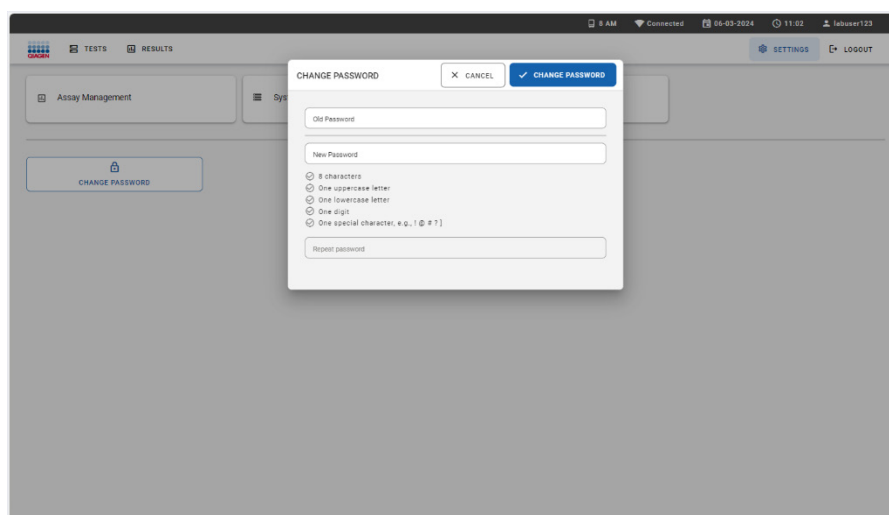 8 AM Connected 06-03-2024 11:02 labuser123
QIAGEN TESTS RESULTS SETTINGS LOGOUT
CHANGE PASSWORD CANCEL CHANGE PASSWORD
Assay Management Sys
Old Password
New Password
CHANGE PASSWORD
8 characters
One uppercase letter
One lowercase letter
One digit
One special character, e.g., ! @ # ? ]
Repeat password